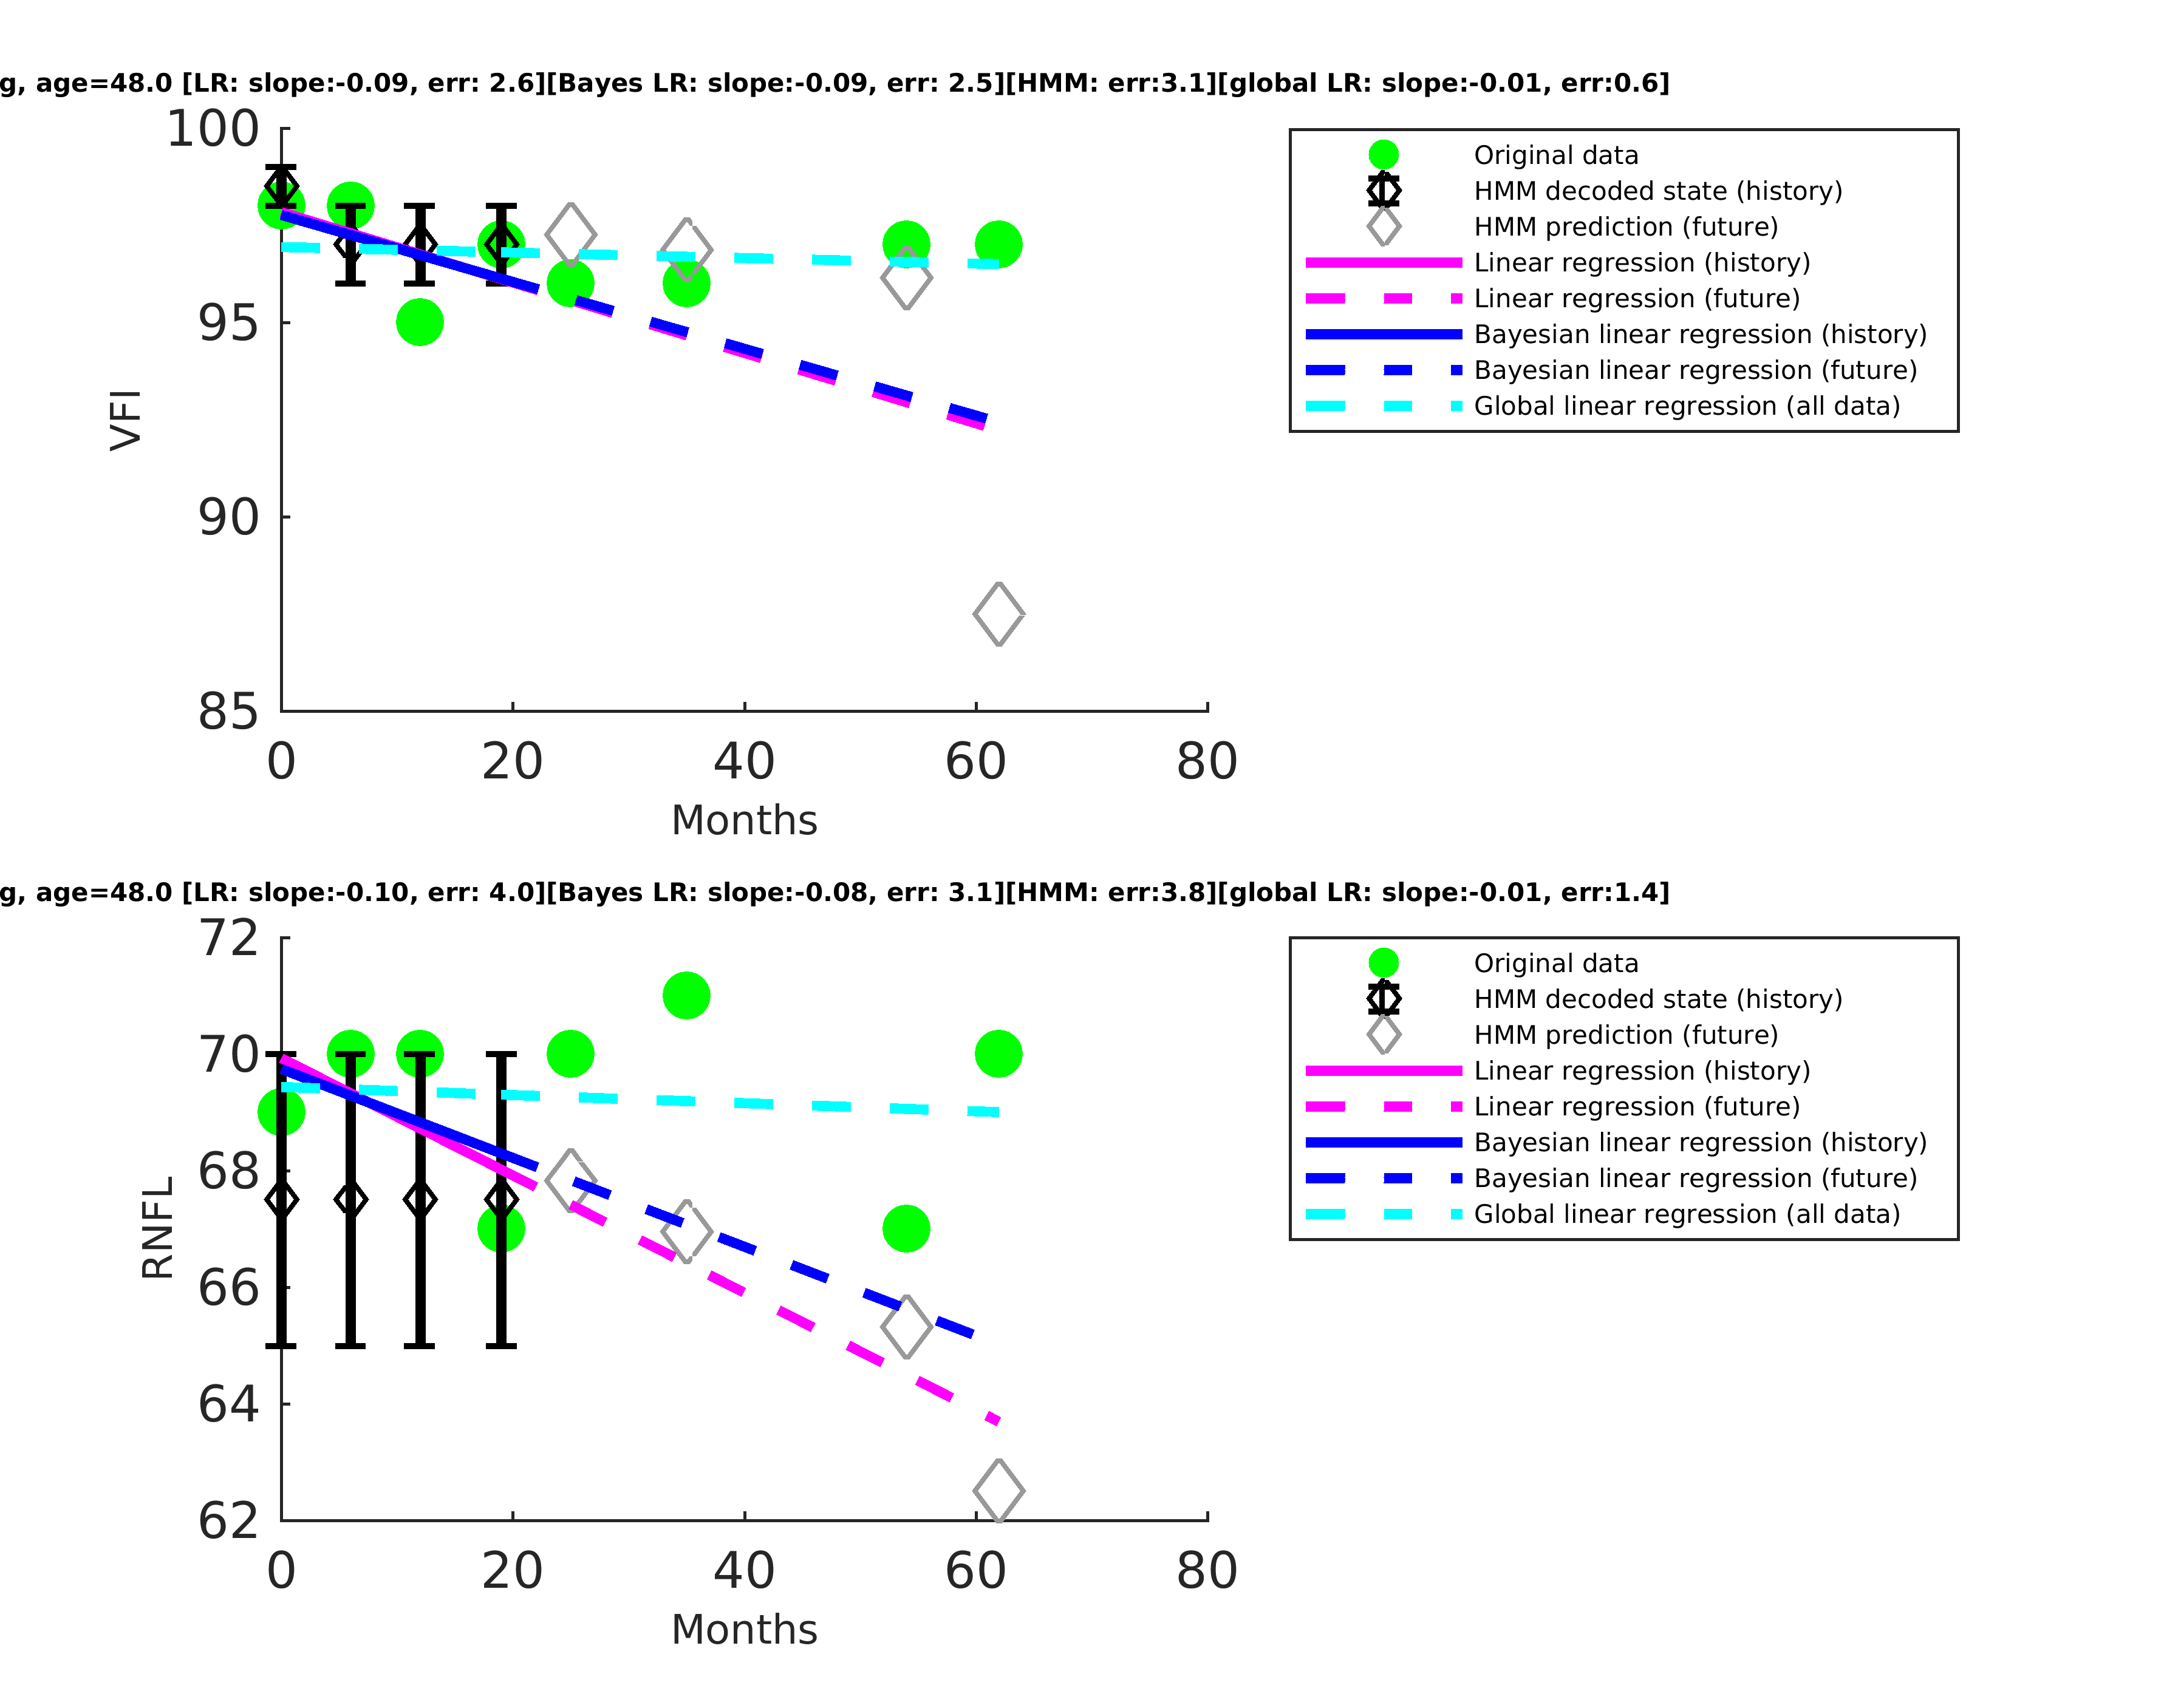 g, age=48.0 [LR: slope:-0.09, err: 2.6][Bayes LR: slope:-0.09, err: 2.5][HMM: err:3.1][global LR: slope:-0.01, err:0.6]
100
95
90
85
VFI
0 20 40 60 80
Months
Original data
HMM decoded state (history)
HMM prediction (future)
Linear regression (history)
Linear regression (future)
Bayesian linear regression (history)
Bayesian linear regression (future)
Global linear regression (all data)
g, age=48.0 [LR: slope:-0.10, err: 4.0][Bayes LR: slope:-0.08, err: 3.1][HMM: err:3.8][global LR: slope:-0.01, err:1.4]
72
70
68
66
64
62
RNFL
0 20 40 60 80
Months
Original data
HMM decoded state (history)
HMM prediction (future)
Linear regression (history)
Linear regression (future)
Bayesian linear regression (history)
Bayesian linear regression (future)
Global linear regression (all data)